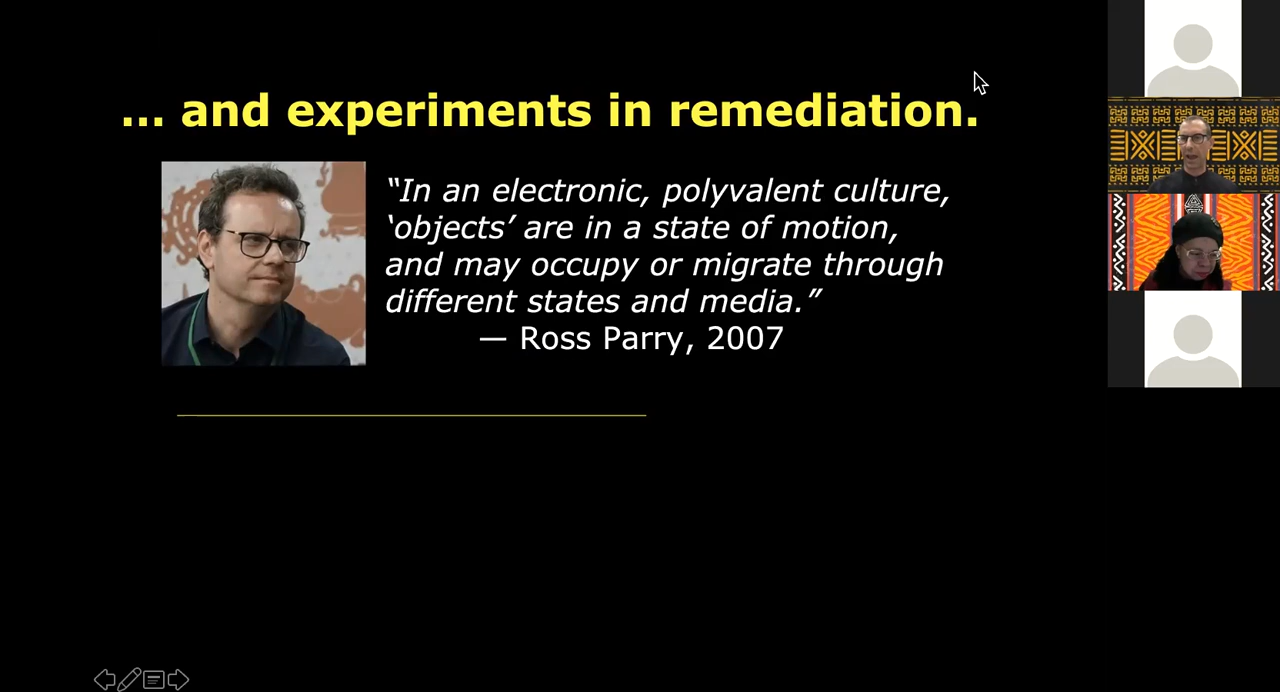 ... and experiments in remediation.
“In an electronic, polyvalent culture,
‘objects’ are in a state of motion,
and may occupy or migrate through
different states and media.”
— Ross Parry, 2007